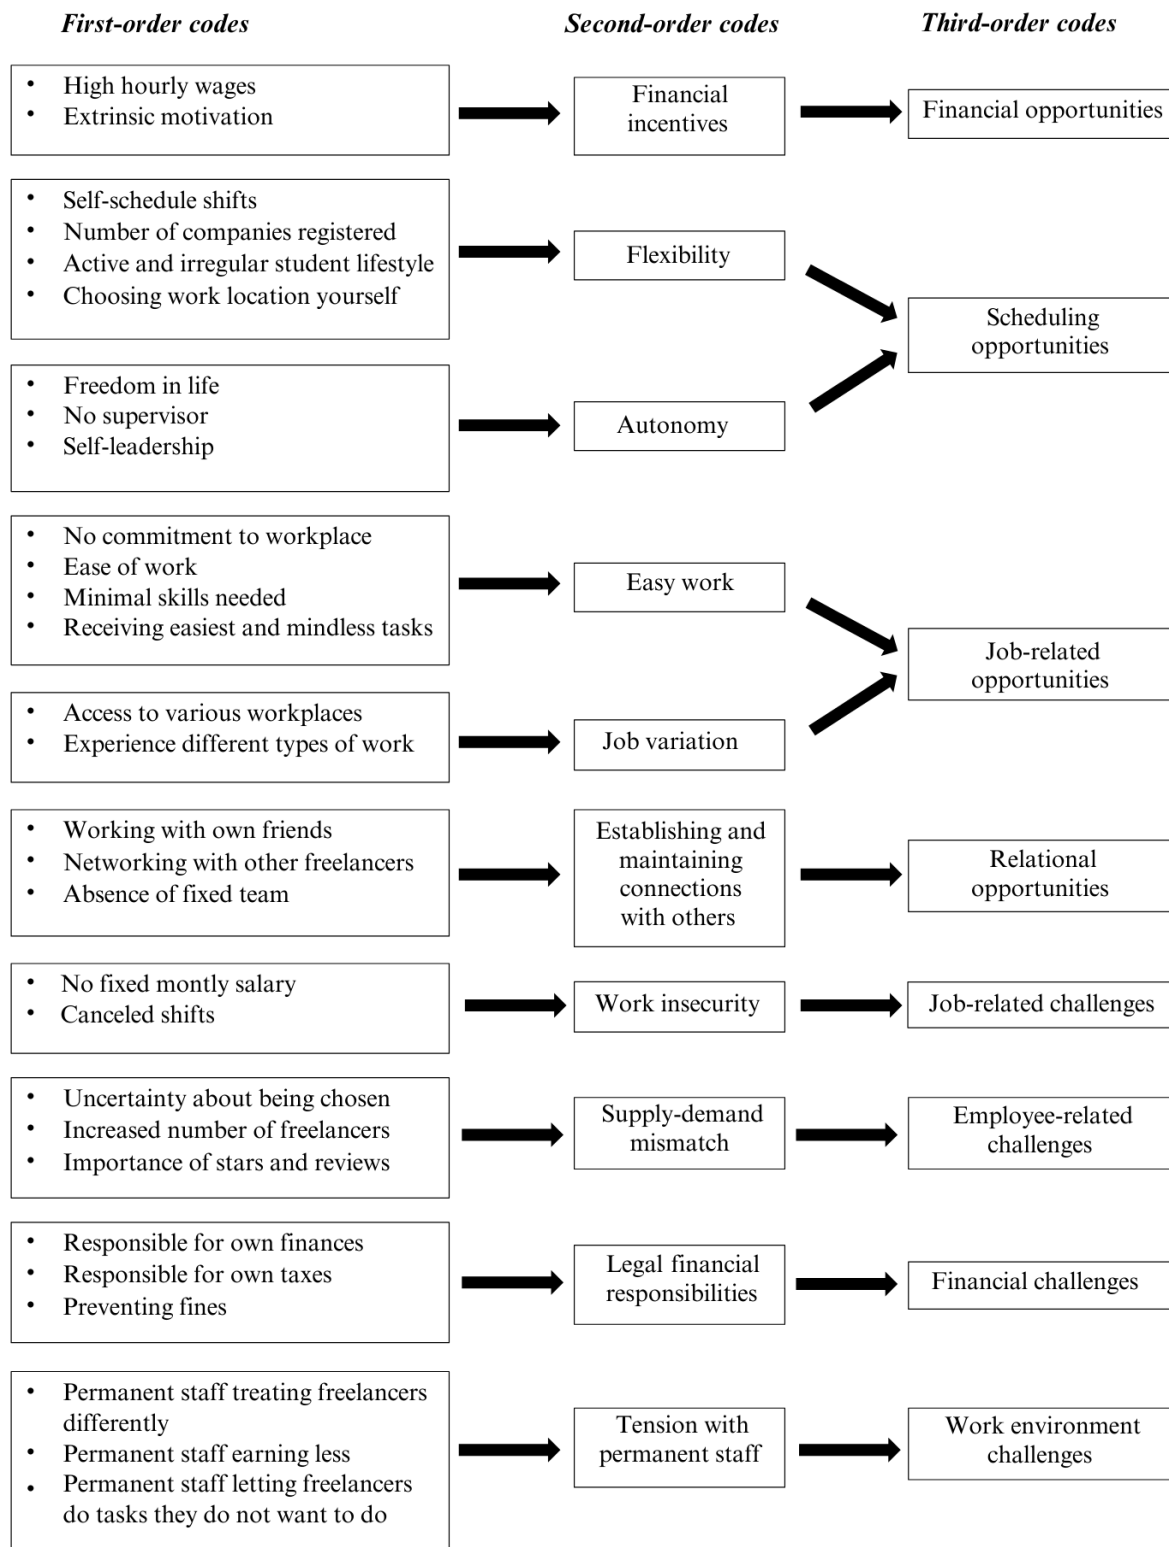 First-order codes
Second-order codes
Third-order codes
• High hourly wages
• Extrinsic motivation
Financial
incentives
Financial opportunities
• Self-schedule shifts
• Number of companies registered
• Active and irregular student lifestyle
• Choosing work location yourself
Flexibility
Scheduling
opportunities
• Freedom in life
• No supervisor
• Self-leadership
Autonomy
• No commitment to workplace
• Ease of work
• Minimal skills needed
• Receiving easiest and mindless tasks
Easy work
Job-related
opportunities
• Access to various workplaces
• Experience different types of work
Job variation
• Working with own friends
• Networking with other freelancers
• Absence of fixed team
Establishing and
maintaining
connections
with others
Relational
opportunities
• No fixed montly salary
• Canceled shifts
Work insecurity
Job-related challenges
• Uncertainty about being chosen
• Increased number of freelancers
• Importance of stars and reviews
Supply-demand
mismatch
Employee-related
challenges
• Responsible for own finances
• Responsible for own taxes
• Preventing fines
Legal financial
responsibilities
Financial challenges
• Permanent staff treating freelancers
differently
• Permanent staff earning less
• Permanent staff letting freelancers
do tasks they do not want to do
Tension with
permanent staff
Work environment
challenges